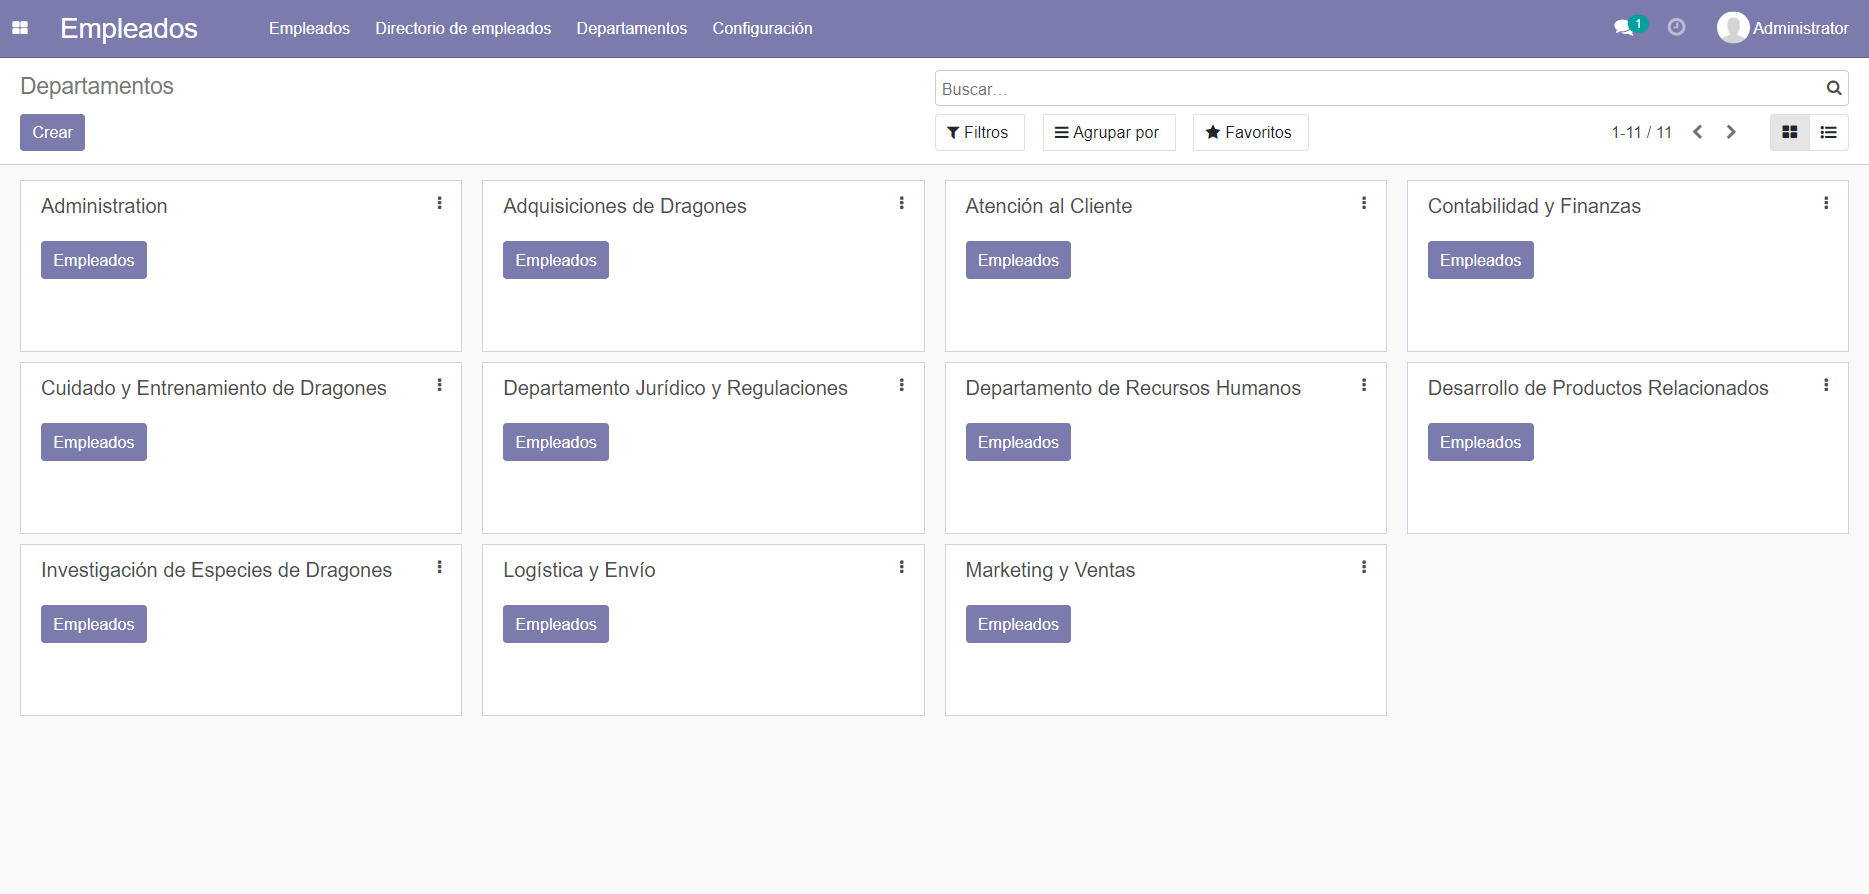 Empleados Empleados Directorio de empleados Departamentos Configuración 1 Administrator
Departamentos Buscar...
Crear Filtros Agrupar por Favoritos 1-11 / 11
Administration Adquisiciones de Dragones Atención al Cliente Contabilidad y Finanzas
Empleados Empleados Empleados Empleados
Cuidado y Entrenamiento de Dragones Departamento Jurídico y Regulaciones Departamento de Recursos Humanos Desarrollo de Productos Relacionados
Empleados Empleados Empleados Empleados
Investigación de Especies de Dragones Logística y Envío Marketing y Ventas
Empleados Empleados Empleados